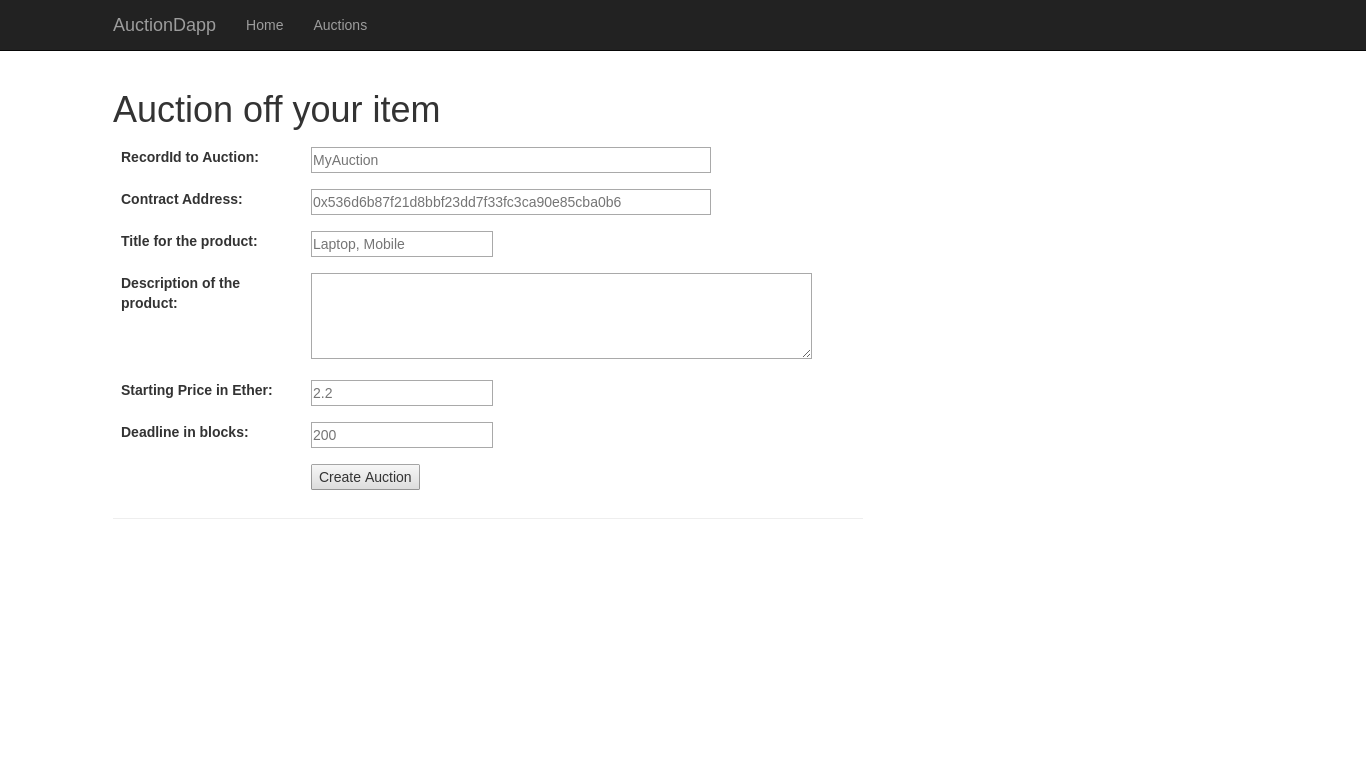 AuctionDapp Home Auctions
Auction off your item
RecordId to Auction: MyAuction
Contract Address: 0x536d6b87f21d8bbf23dd7f33fc3ca90e85cba0b6
Title for the product: Laptop, Mobile
Description of the
product:
Starting Price in Ether: 2.2
Deadline in blocks: 200
Create Auction